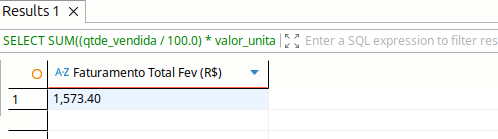 Results 1
SELECT SUM((qtde_vendida / 100.0) * valor_unita Enter a SQL expression to filter res
A-Z Faturamento Total Fev (R$)
1 1,573.40